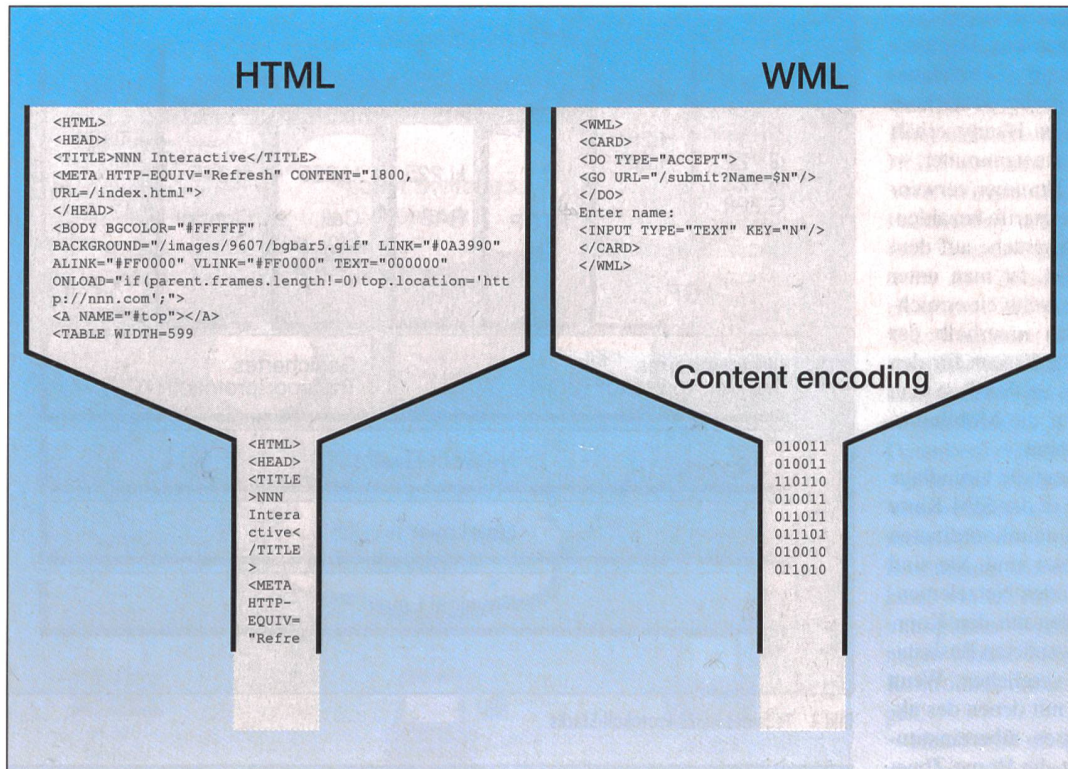 HTML
<HTML>
<HEAD>
<TITLE>NNN Interactive</TITLE>
<META HTTP-EQUIV="Refresh" CONTENT="1800,
URL=/index.html">
</HEAD>
<BODY BGCOLOR="#FFFFFF"
BACKGROUND="/images/9607/bgbar5.gif" LINK="#0A3990"
ALINK="#FF0000" VLINK="#FF0000" TEXT="000000"
ONLOAD="if(parent.frames.length!=0)top.location='htt
p://nnn.com';">
<A NAME="#top"></A>
<TABLE WIDTH=599
<HTML>
<HEAD>
<TITLE
>NNN
Intera
ctive<
/TITLE
>
<META
HTTP-
EQUIV=
"Refre
WML
<WML>
<CARD>
<DO TYPE="ACCEPT">
<GO URL="/submit?Name=$N"/>
</DO>
Enter name:
<INPUT TYPE="TEXT" KEY="N"/>
</CARD>
</WML>
Content encoding
010011
010011
110110
010011
011011
011101
010010
011010